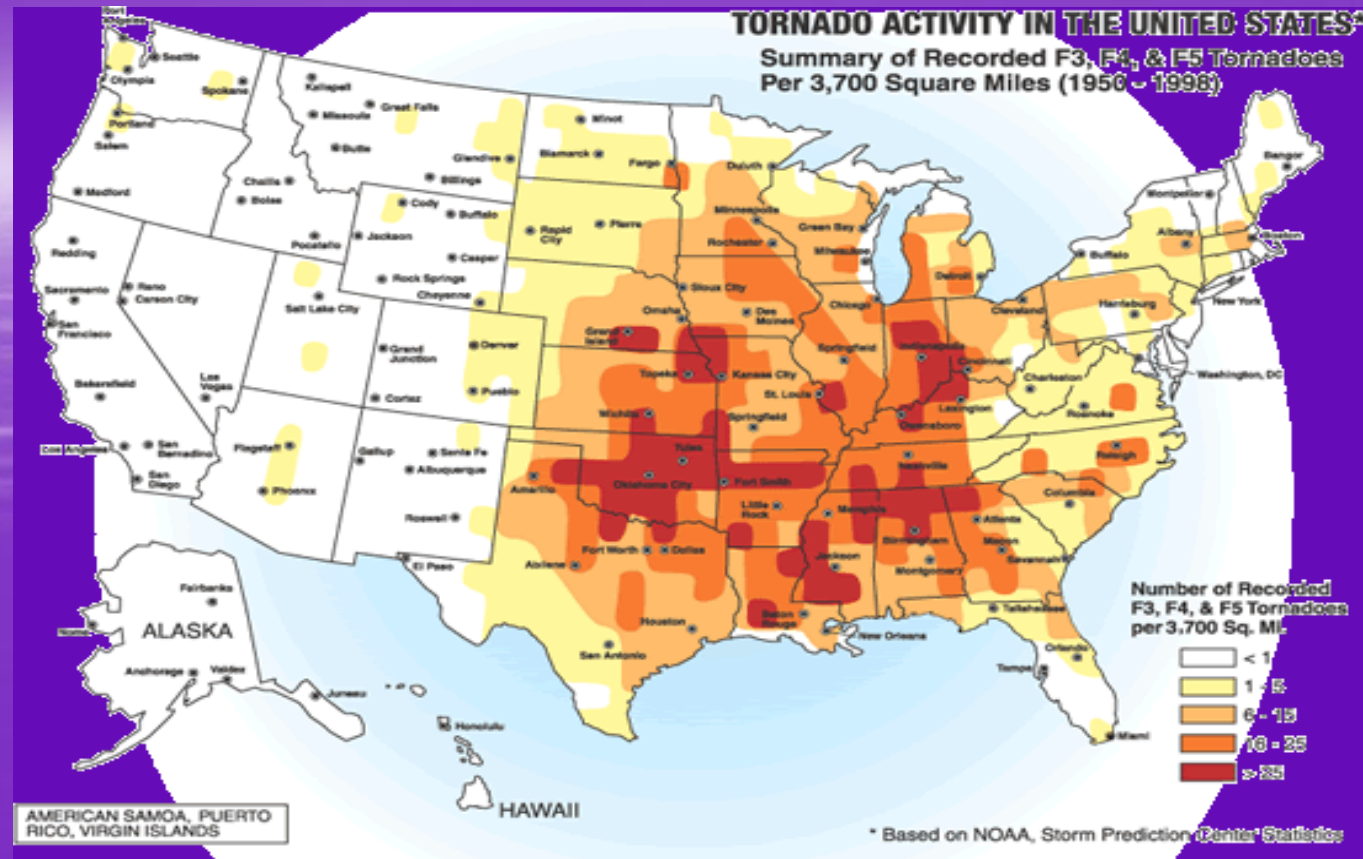 TORNADO ACTIVITY IN THE UNITED STATES*
Summary of Recorded F3, F4, & F5 Tornadoes
Per 3,700 Square Miles (1950 - 1998)
Port
Angeles
Seattle
Olympia
Spokane
Portland
Salem
Medford
Kalispell
Great Falls
Missoula
Butte
Glendive
Billings
Challis
Boise
Pocatello
Cody
Buffalo
Jackson
Casper
Rock Springs
Cheyenne
Minot
Bismarck
Fargo
Rapid
City
Pierre
Duluth
Minneapolis
Rochester
Green Bay
Milwaukee
Detroit
Chicago
Sioux City
Des
Moines
Omaha
Grand
Island
Redding
Sacramento
San
Francisco
Reno
Carson City
Salt Lake City
Las
Vegas
Bakersfield
Los Angeles
San
Bernadino
San
Diego
Grand
Junction
Cortez
Denver
Pueblo
Flagstaff
Phoenix
Gallup
Santa Fe
Albuquerque
Roswell
El Paso
Topeka
Kansas City
Wichita
Springfield
St. Louis
Springfield
Indianapolis
Cincinnati
Cleveland
Lexington
Owensboro
Charleston
Roanoke
Raleigh
Columbia
Nashville
Memphis
Tulsa
Oklahoma City
Fort Smith
Little
Rock
Amarillo
Fort Worth
Dallas
Abilene
San Antonio
Houston
Jackson
Baton
Rouge
New Orleans
Birmingham
Montgomery
Atlanta
Macon
Savannah
Tallahassee
Orlando
Tampa
Miami
Bangor
Montpelier
Albany
Boston
Buffalo
New York
Harrisburg
Washington, DC
Fairbanks
Nome
ALASKA
Anchorage
Valdez
Juneau
Honolulu
HAWAII
Number of Recorded
F3, F4, & F5 Tornadoes
per 3,700 Sq. Mi.
< 1
1 - 5
6 - 15
16 - 25
> 25
AMERICAN SAMOA, PUERTO
RICO, VIRGIN ISLANDS
* Based on NOAA, Storm Prediction Center Statistics